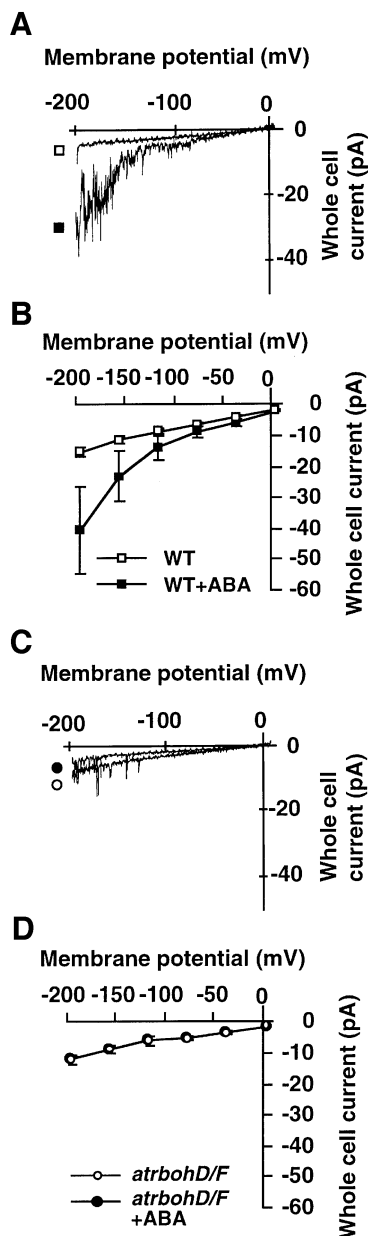 A
Membrane potential (mV)
-200 -100 0
0
-20
-40
Whole cell
current (pA)
B
Membrane potential (mV)
-200 -150 -100 -50 0
0
-10
-20
-30
-40
-50
-60
Whole cell current (pA)
WT
WT+ABA
C
Membrane potential (mV)
-200 -100 0
0
-20
-40
Whole cell
current (pA)
D
Membrane potential (mV)
-200 -150 -100 -50 0
0
-10
-20
-30
-40
-50
-60
Whole cell current (pA)
atrbohD/F
atrbohD/F
+ABA